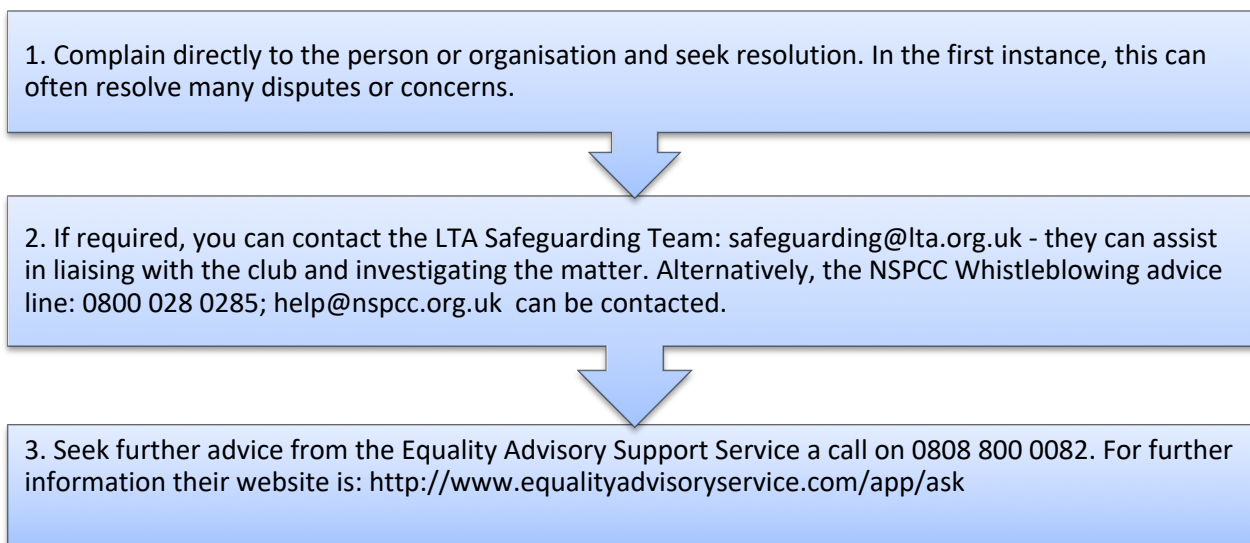 1. Complain directly to the person or organisation and seek resolution. In the first instance, this can
often resolve many disputes or concerns.
2. If required, you can contact the LTA Safeguarding Team: safeguarding@lta.org.uk - they can assist
in liaising with the club and investigating the matter. Alternatively, the NSPCC Whistleblowing advice
line: 0800 028 0285; help@nspcc.org.uk  can be contacted.
3. Seek further advice from the Equality Advisory Support Service a call on 0808 800 0082. For further
information their website is: http://www.equalityadvisoryservice.com/app/ask